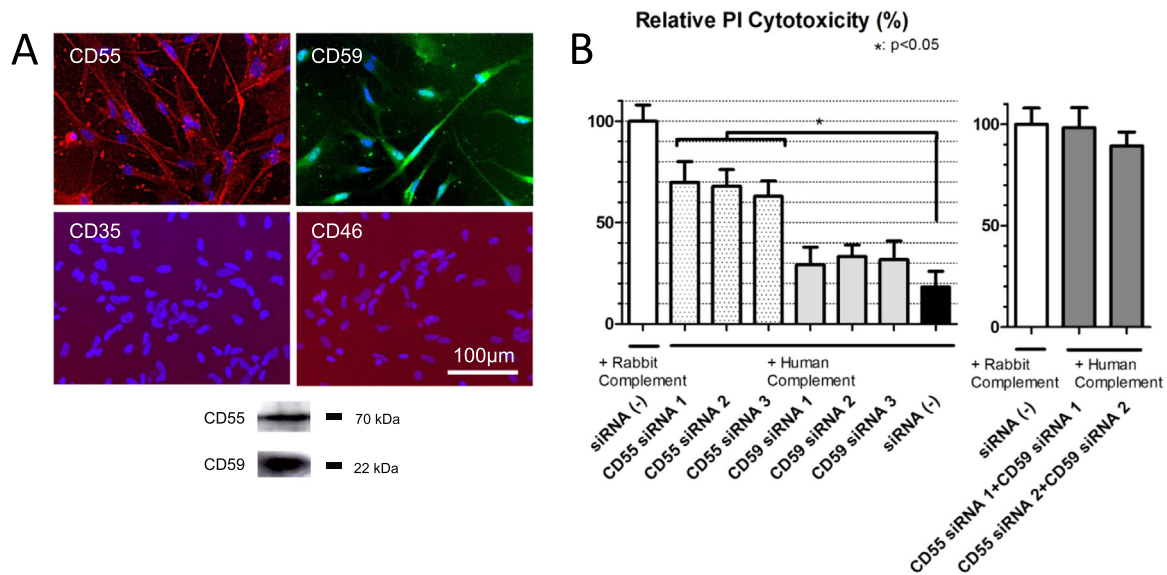 A
CD55
CD59
CD35
CD46
100μm
CD55
70 kDa
CD59
22 kDa
B
Relative PI Cytotoxicity (%)
*: p<0.05
*
100
50
0
+ Rabbit
Complement
+ Human
Complement
siRNA (-)
CD55 siRNA 1
CD55 siRNA 2
CD55 siRNA 3
CD59 siRNA 1
CD59 siRNA 2
CD59 siRNA 3
siRNA (-)
100
50
0
+ Rabbit
Complement
+ Human
Complement
siRNA (-)
CD55 siRNA 1+CD59 siRNA 1
CD55 siRNA 2+CD59 siRNA 2